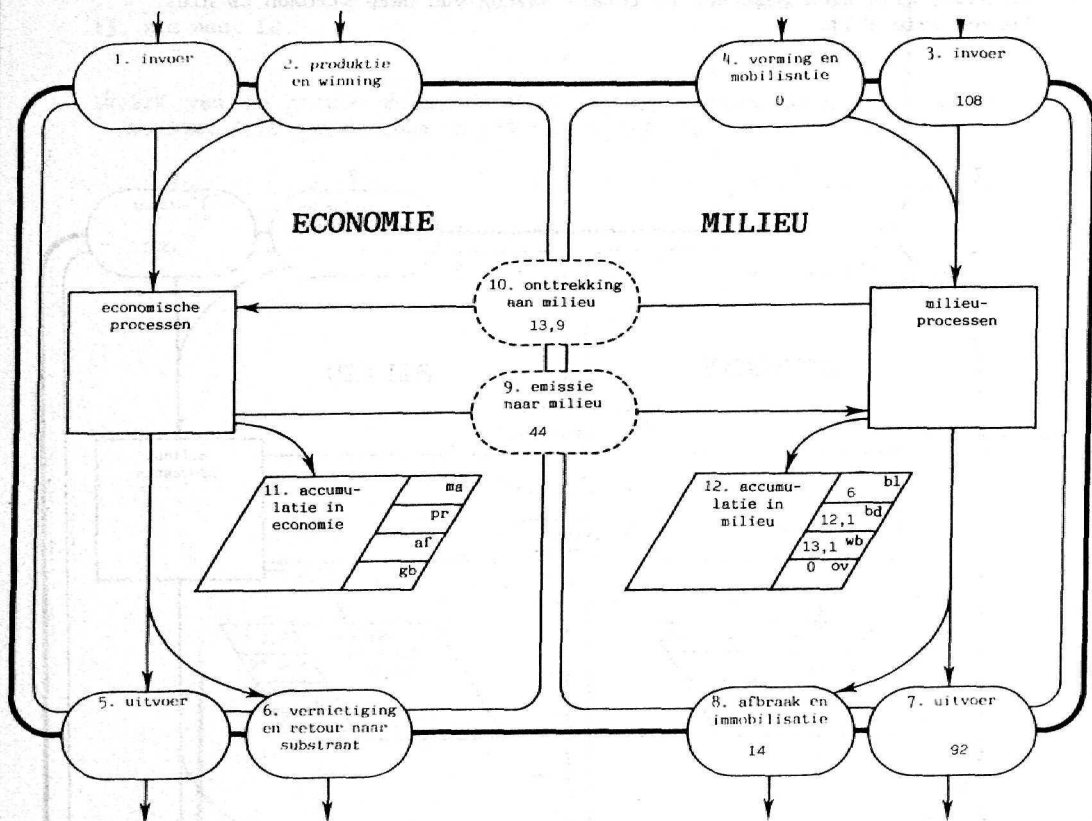 1. invoer
2. produktie
en winning
4. vorming en
mobilisatie
0
3. invoer
108
ECONOMIE
MILIEU
10. onttrekking
aan milieu
13,9
economische
processen
milieu-
processen
9. emissie
naar milieu
44
11. accumu-
latie in
economie
ma
pr
af
gb
12. accumu-
latie in
milieu
6 bl
12,1 bd
13,1 wb
0 ov
5. uitvoer
6. vernietiging
en retour naar
substraat
8. afbraak en
immobilisatie
14
7. uitvoer
92